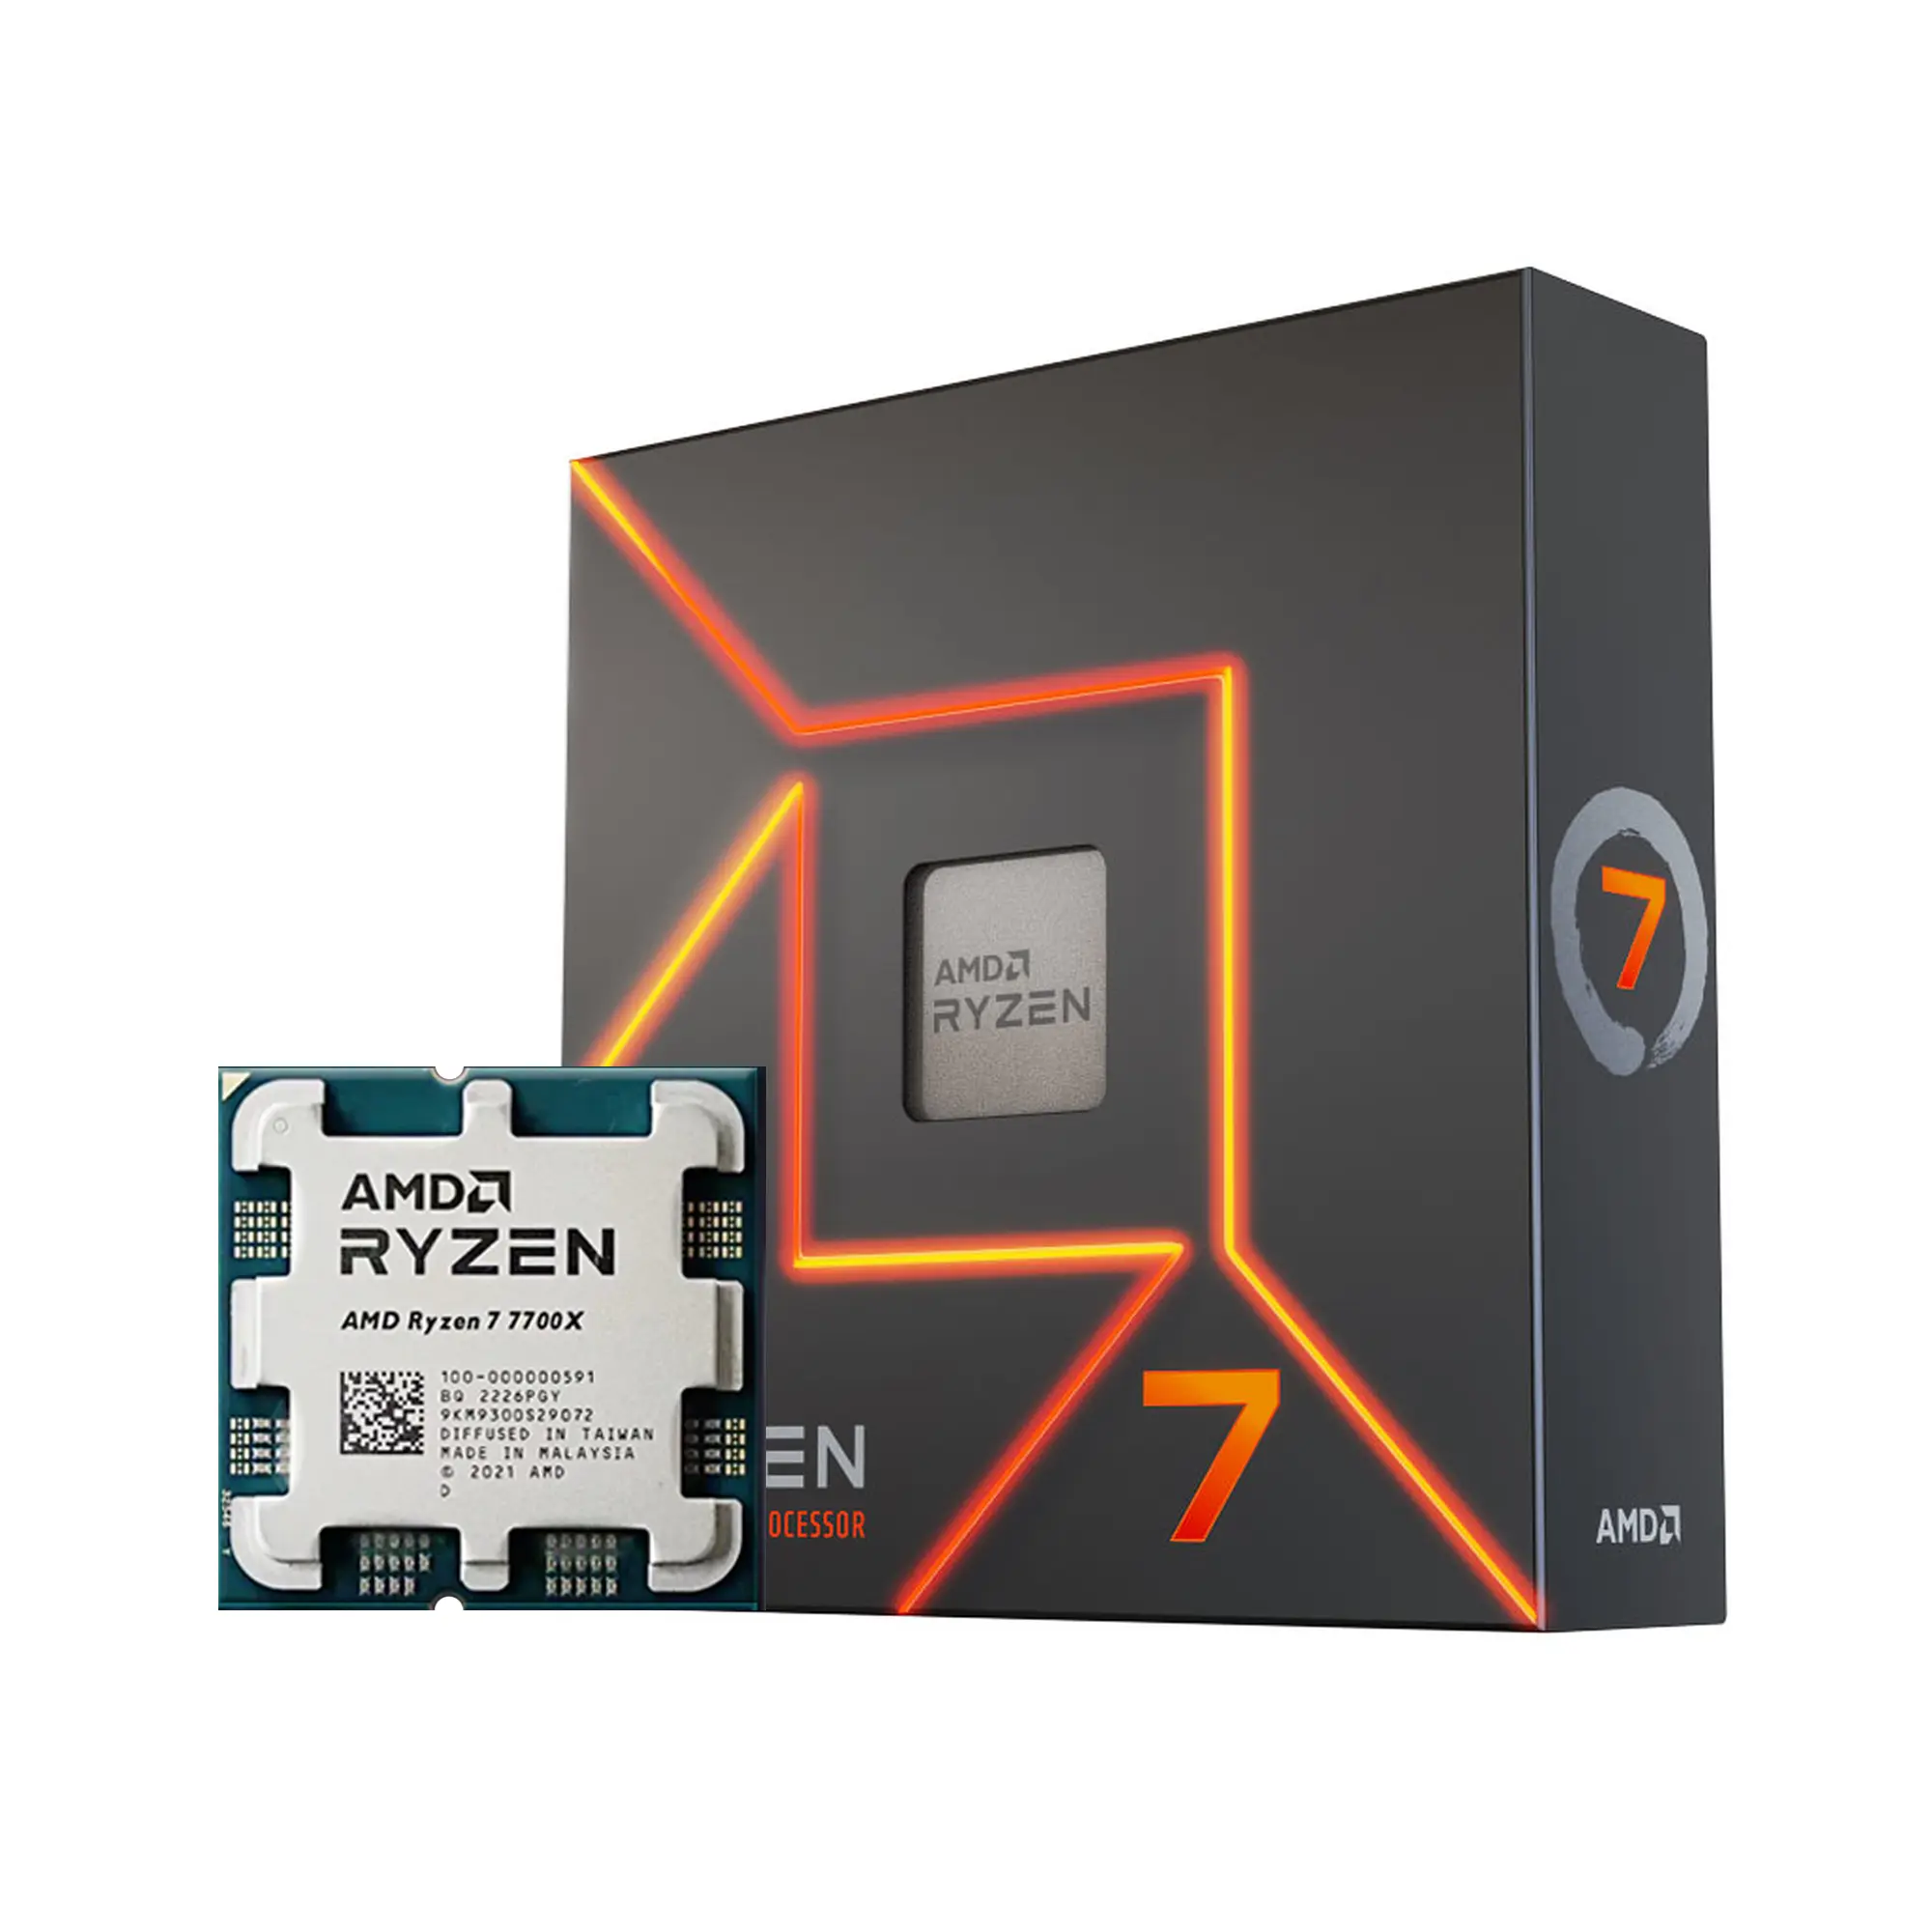 AMD
RYZEN
7
AMD
RYZEN
AMD Ryzen 7 7700X
100-000000591
BQ 2226PGY
9KM9300S29072
DIFFUSED IN TAIWAN
MADE IN MALAYSIA
© 2021 AMD
D
EN
OCESSOR
7
AMD